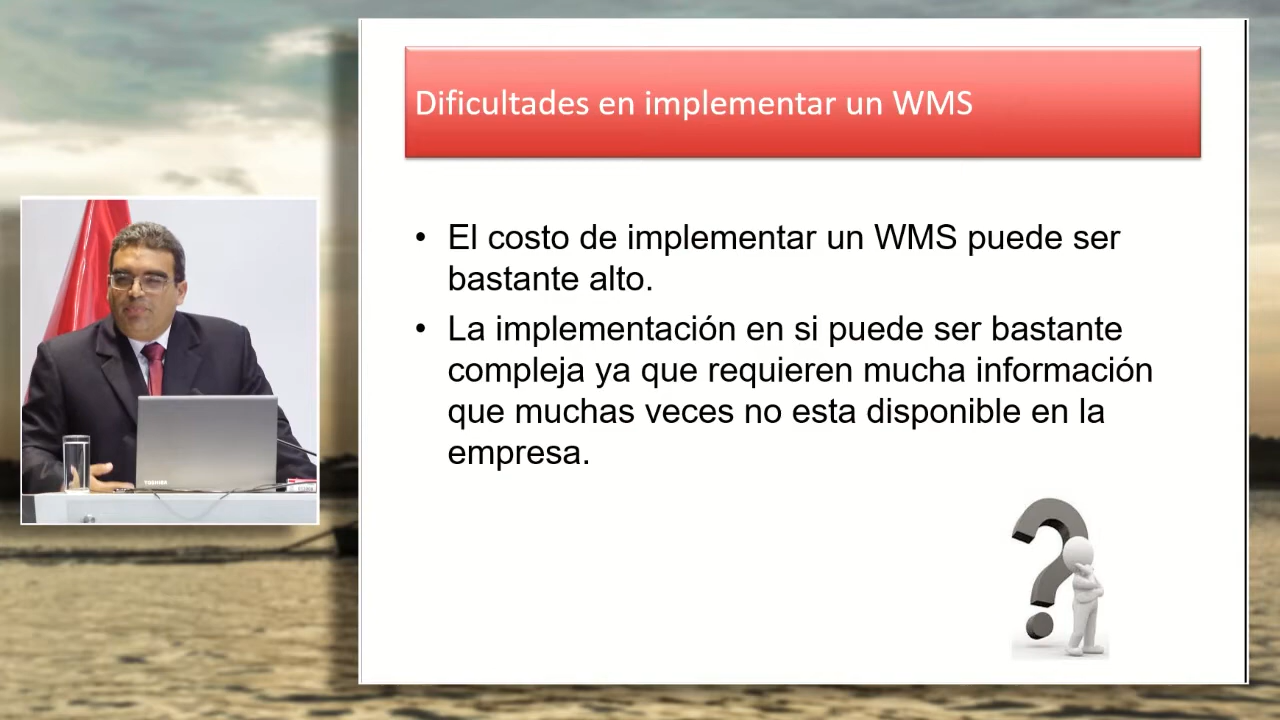 Dificultades en implementar un WMS
• El costo de implementar un WMS puede ser
bastante alto.
• La implementación en si puede ser bastante
compleja ya que requieren mucha información
que muchas veces no esta disponible en la
empresa.
TOSHIBA